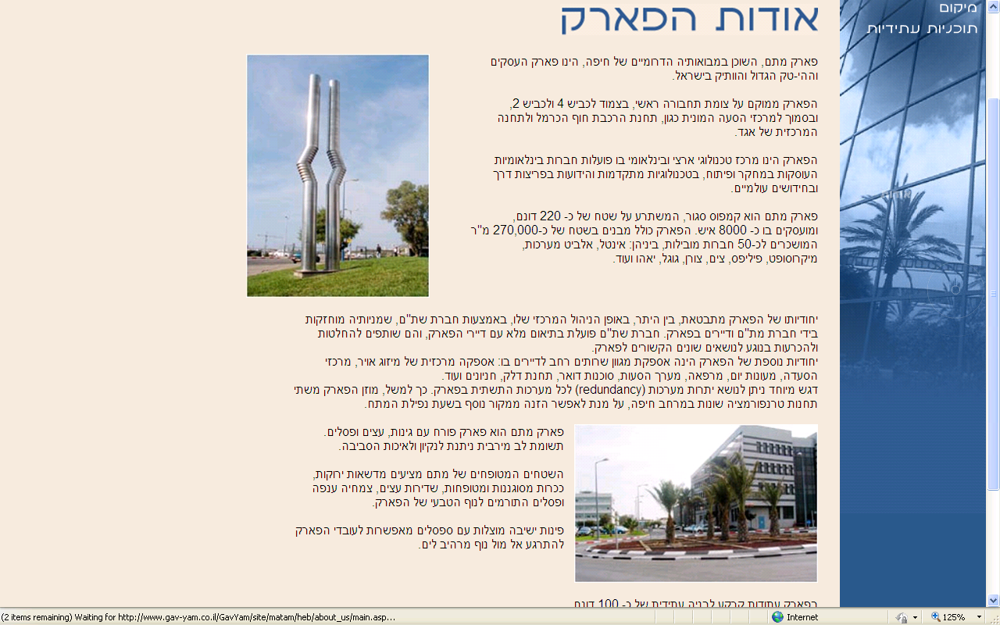 מיקום
תוכניות עתידיות
אודות הפארק
פארק מתם, השוכן במבואותיה הדרומיים של חיפה, הינו פארק העסקים
וההי-טק הגדול והוותיק בישראל.
הפארק ממוקם על צומת תחבורה ראשי, בצמוד לכביש 4 ולכביש 2,
ובסמוך למרכזי הסעה המונית כגון, תחנת הרכבת חוף הכרמל ולתחנה
המרכזית של אגד.
הפארק הינו מרכז טכנולוגי ארצי ובינלאומי בו פועלות חברות בינלאומיות
העוסקות במחקר ופיתוח, בטכנולוגיות מתקדמות והידועות בפריצות דרך
ובחידושים עולמיים.
פארק מתם הוא קמפוס סגור, המשתרע על שטח של כ- 220 דונם,
ומועסקים בו כ- 8000 איש. הפארק כולל מבנים בשטח של כ-270,000 מ"ר
המושכרים לכ-50 חברות מובילות, ביניהן: אינטל, אלביט מערכות,
מיקרוסופט, פיליפס, צים, צורן, גוגל, יאהו ועוד.
יחודיותו של הפארק מתבטאת, בין היתר, באופן הניהול המרכזי שלו, באמצעות חברת שת"ם, שמניותיה מוחזקות
בידי חברת מת"ם ודיירים בפארק. חברת שת"ם פועלת בתיאום מלא עם דיירי הפארק, והם שותפים להחלטות
ולהכרעות בנוגע לנושאים שונים הקשורים לפארק.
יחודיות נוספת של הפארק הינה אספקת מגוון שרותים רחב לדיירים בו: אספקה מרכזית של מיזוג אויר, מרכזי
הסעדה, מעונות יום, מרפאה, מערך הסעות, סוכנות דואר, תחנת דלק, חניונים ועוד.
דגש מיוחד ניתן לנושא יתרות מערכות (redundancy) לכל מערכות התשתית בפארק. כך למשל, מוזן הפארק משתי
תחנות טרנפורמציה שונות במרחב חיפה, על מנת לאפשר הזנה ממקור נוסף בשעת נפילת המתח.
פארק מתם הוא פארק פורח עם גינות, עצים ופסלים.
תשומת לב מירבית ניתנת לנקיון ולאיכות הסביבה.
השטחים המטופחים של מתם מציעים מדשאות ירוקות,
ככרות מסוגננות ומטופחות, שדירות עצים, צמחיה ענפה
ופסלים התורמים לנוף הטבעי של הפארק.
פינות ישיבה מוצלות עם ספסלים מאפשרות לעובדי הפארק
להתרגע אל מול נוף מרהיב לים.
בפארק עתודות קרקע לבניה עתידית של כ- 100 דונם
(2 items remaining) Waiting for http://www.gav-yam.co.il/GavYam/site/matam/heb/about_us/main.asp...
Internet
125%